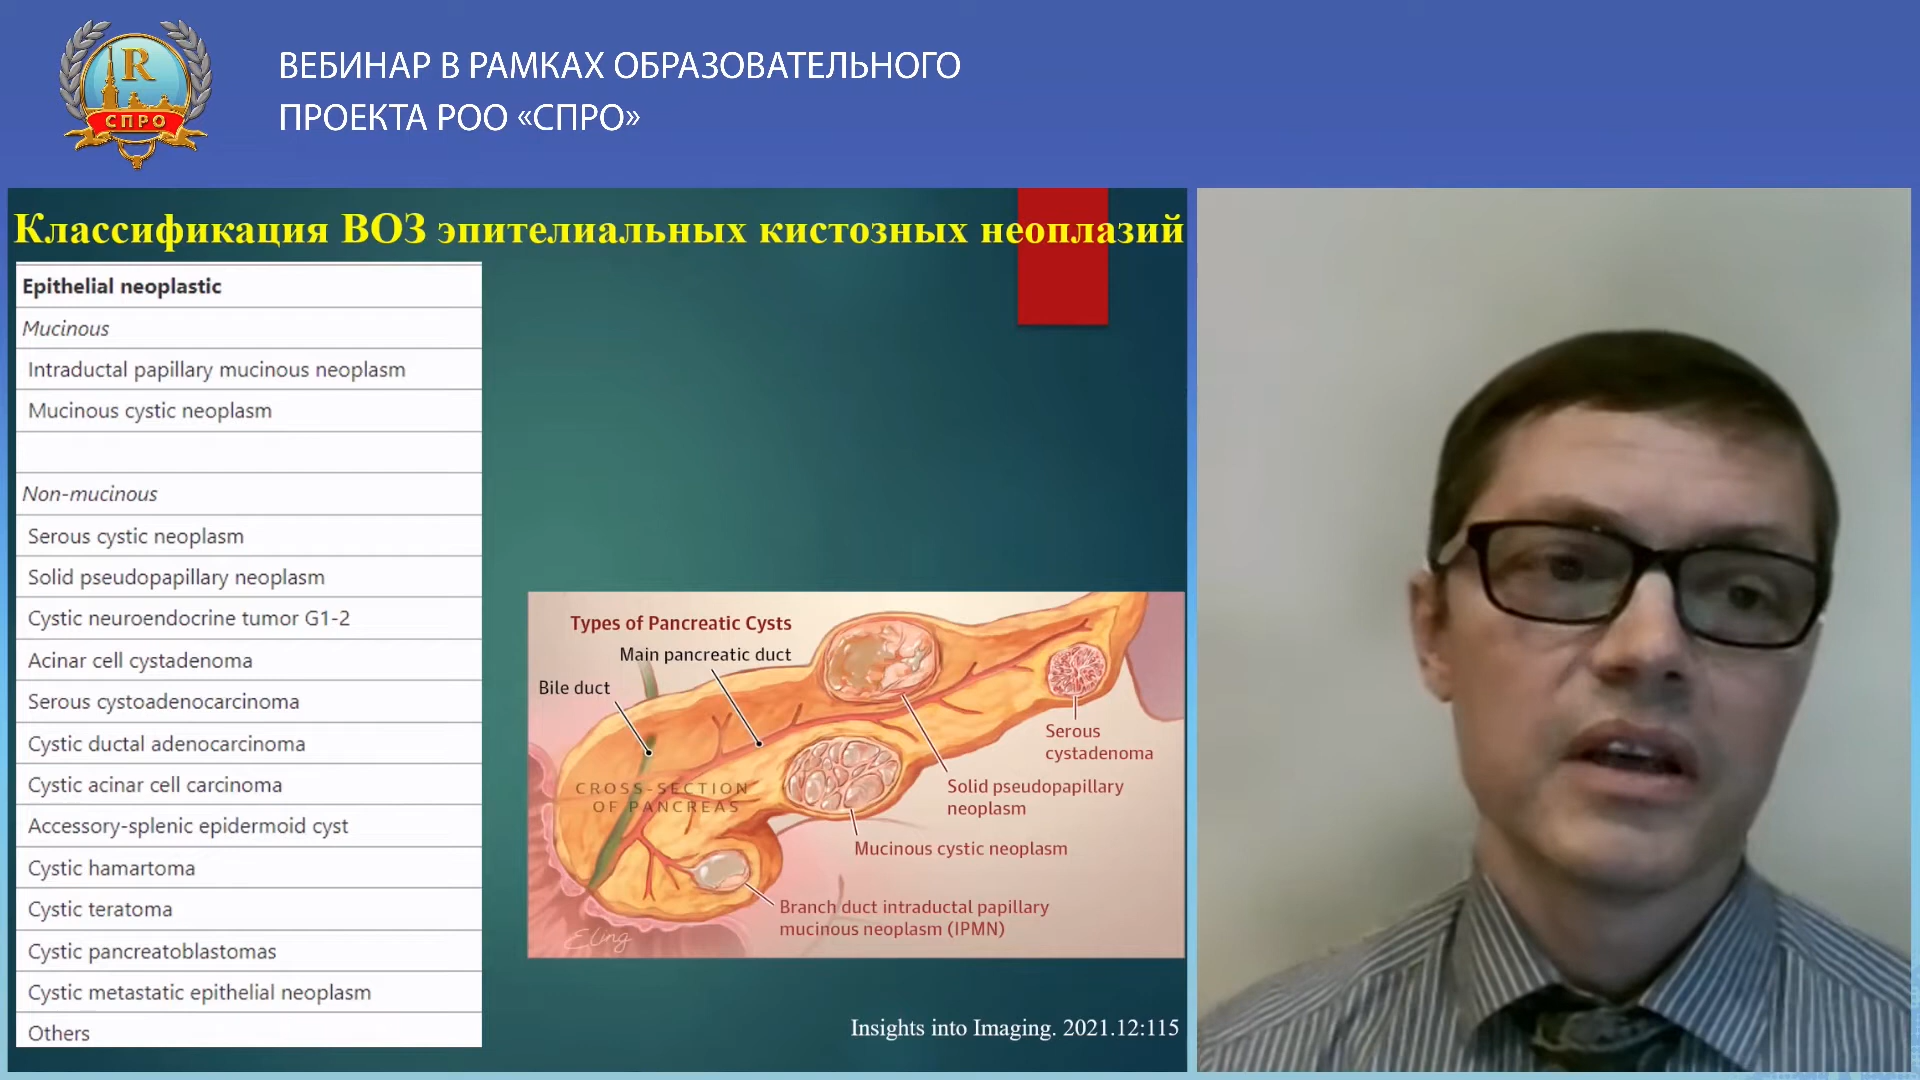 R
СПРО
ВЕБИНАР В РАМКАХ ОБРАЗОВАТЕЛЬНОГО
ПРОЕКТА РОО «СПРО»
Классификация ВОЗ эпителиальных кистозных неоплазий
Epithelial neoplastic
Mucinous
Intraductal papillary mucinous neoplasm
Mucinous cystic neoplasm
Non-mucinous
Serous cystic neoplasm
Solid pseudopapillary neoplasm
Cystic neuroendocrine tumor G1-2
Acinar cell cystadenoma
Serous cystoadenocarcinoma
Cystic ductal adenocarcinoma
Cystic acinar cell carcinoma
Accessory-splenic epidermoid cyst
Cystic hamartoma
Cystic teratoma
Cystic pancreatoblastomas
Cystic metastatic epithelial neoplasm
Others
Types of Pancreatic Cysts
Main pancreatic duct
Bile duct
CROSS-SECTION
OF PANCREAS
Serous
cystadenoma
Solid pseudopapillary
neoplasm
Mucinous cystic neoplasm
Branch duct intraductal papillary
mucinous neoplasm (IPMN)
Insights into Imaging. 2021.12:115